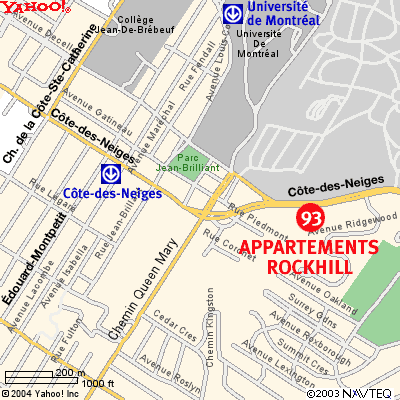 YAHOO!
Collège
Jean-De-Brébeuf
Université
de Montréal
Université
De
Montréal
Avenue Decelles
Ch. de la Côte-Ste-Catherine
Rue Fendall
Avenue Louis-Co
Avenue Gatineau
Avenue Maréchal
Côte-des-Neiges
Parc
Jean-Brillant
Côte-des-Neiges
Côte-des-Neiges
Rue Légaré
Rue Jean-Brillant
93
Rue Piedmont
Avenue Ridgewood
Édouard-Montpetit
Rue Coronet
APPARTEMENTS
ROCKHILL
Avenue Isabella
Avenue Lacombe
Chemin Queen Mary
Avenue Oakland
Surrey Gdns
Rue Fulton
Cedar Cres
Chemin Kingston
Avenue Roxborough
Summit Cres
Avenue Roslyn
Avenue Lexington
200 m
1000 ft
©2004 Yahoo! Inc
©2003 NAVTEQ